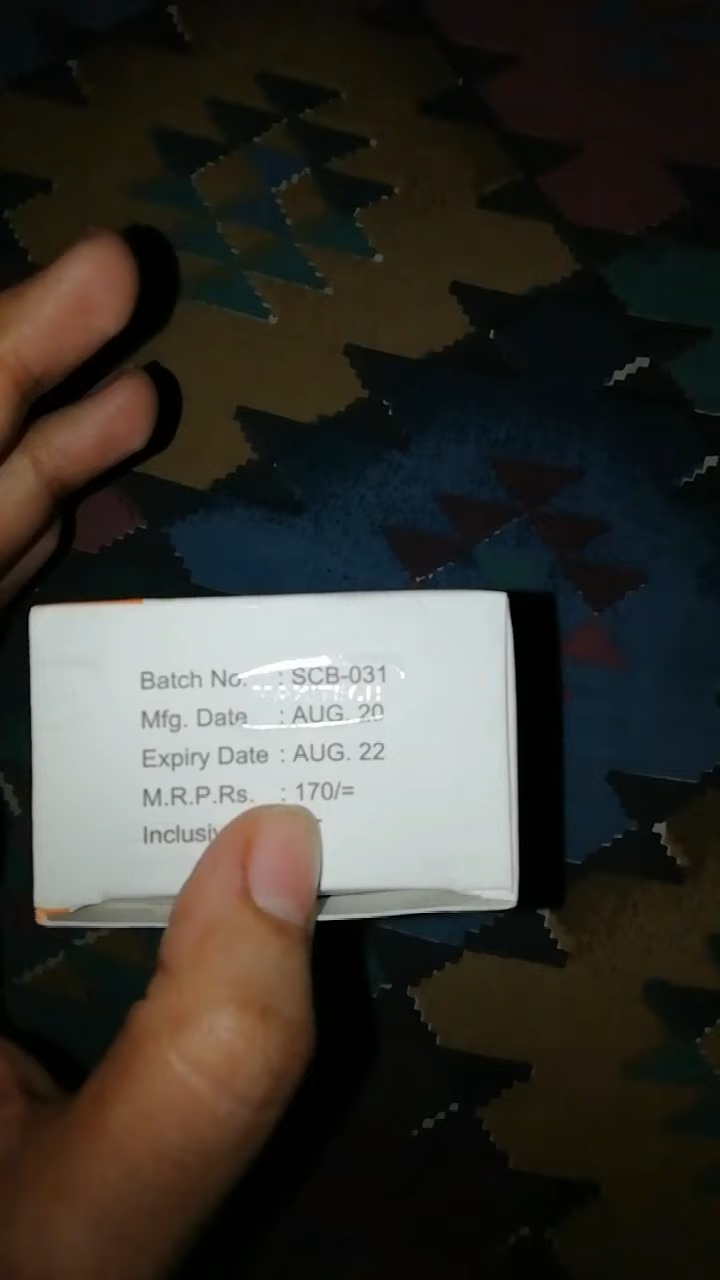 Batch No. : SCB-031
Mfg. Date : AUG. 20
Expiry Date : AUG. 22
M.R.P.Rs. : 170/=